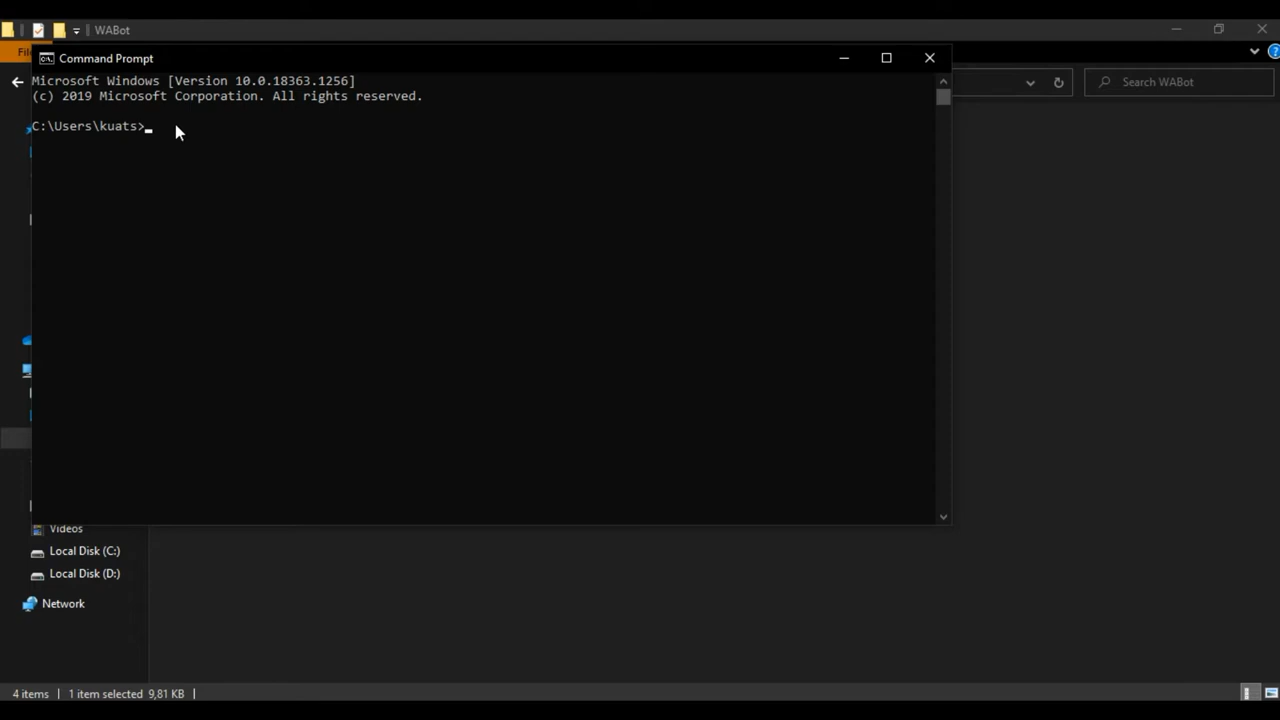 WABot
Fil
Command Prompt
Microsoft Windows [Version 10.0.18363.1256]
(c) 2019 Microsoft Corporation. All rights reserved.
Search WABot
C:\Users\kuats>
Videos
Local Disk (C:)
Local Disk (D:)
Network
4 items
1 item selected 9,81 KB